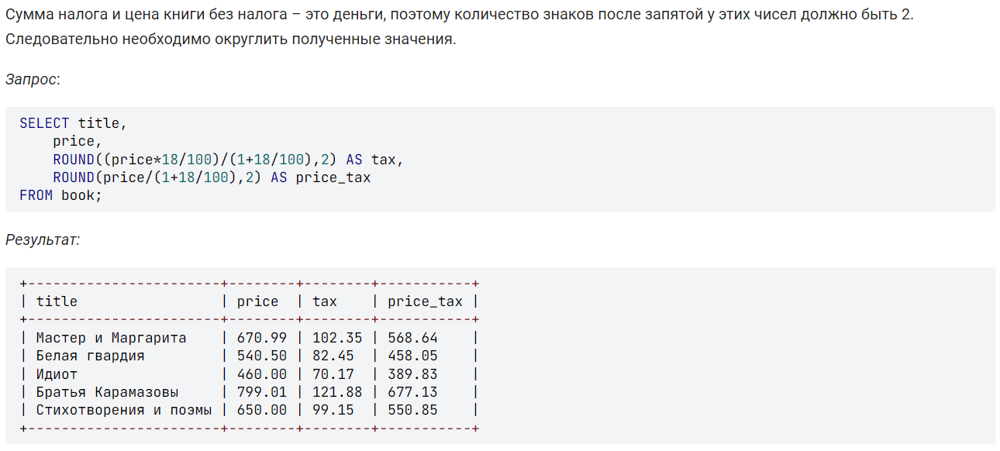 Сумма налога и цена книги без налога – это деньги, поэтому количество знаков после запятой у этих чисел должно быть 2.
Следовательно необходимо округлить полученные значения.
Запрос:
SELECT title,
    price,
    ROUND((price*18/100)/(1+18/100),2) AS tax,
    ROUND(price/(1+18/100),2) AS price_tax
FROM book;
Результат:
+-----------------------+--------+--------+-----------+
| title                 | price  | tax    | price_tax |
+-----------------------+--------+--------+-----------+
| Мастер и Маргарита    | 670.99 | 102.35 | 568.64    |
| Белая гвардия         | 540.50 | 82.45  | 458.05    |
| Идиот                 | 460.00 | 70.17  | 389.83    |
| Братья Карамазовы     | 799.01 | 121.88 | 677.13    |
| Стихотворения и поэмы | 650.00 | 99.15  | 550.85    |
+-----------------------+--------+--------+-----------+